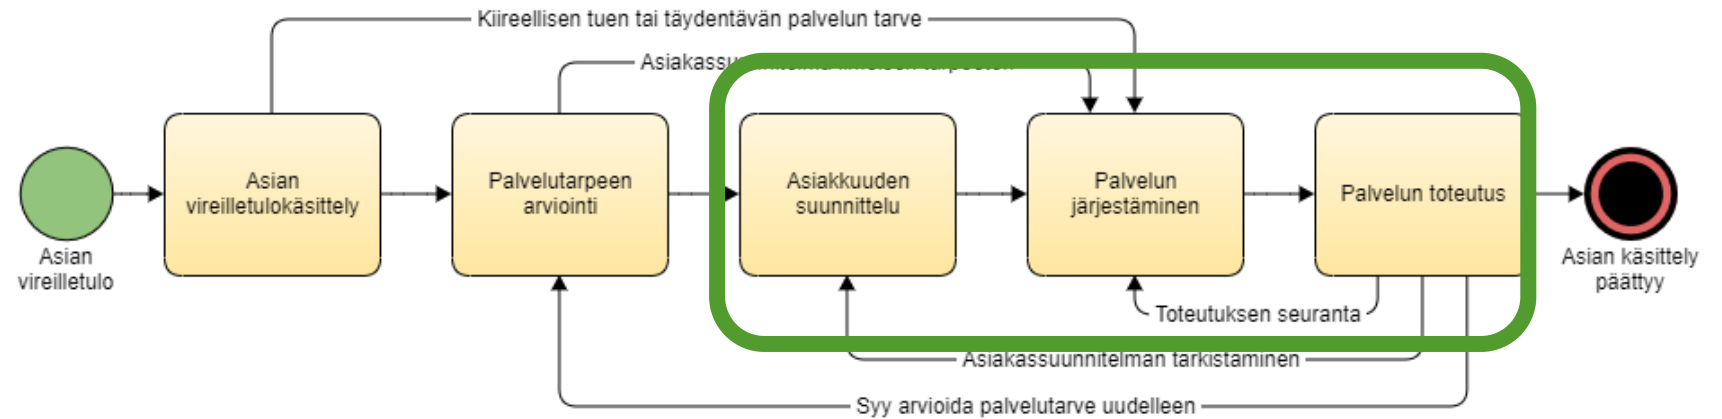 Kiireellisen tuen tai täydentävän palvelun tarve
Asian
vireilletulo
Asian
vireilletulokäsittely
Palvelutarpeen
arviointi
Asiakkuuden
suunnittelu
Palvelun
järjestäminen
Palvelun toteutus
Asian käsittely
päättyy
Toteutuksen seuranta
Asiakassuunnitelman tarkistaminen
Syy arvioida palvelutarve uudelleen